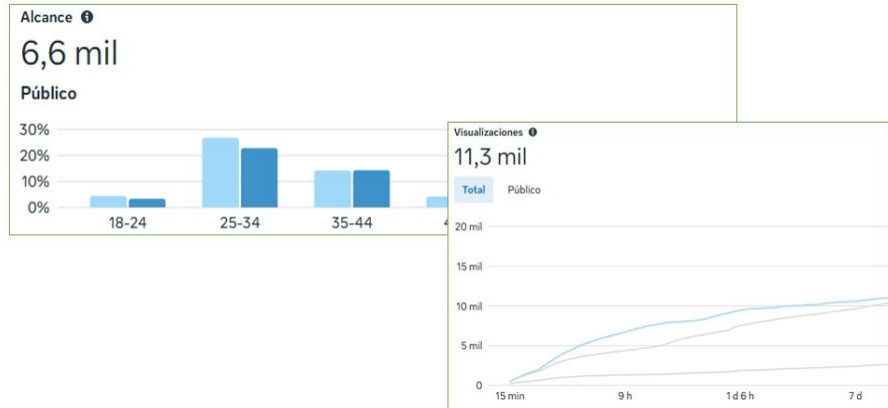 Alcance
6,6 mil
Público
30%
20%
10%
0%
18-24 25-34 35-44 4
Visualizaciones
11,3 mil
Total Público
20 mil
15 mil
10 mil
5 mil
0
15 min 9 h 1 d 6 h 7 d